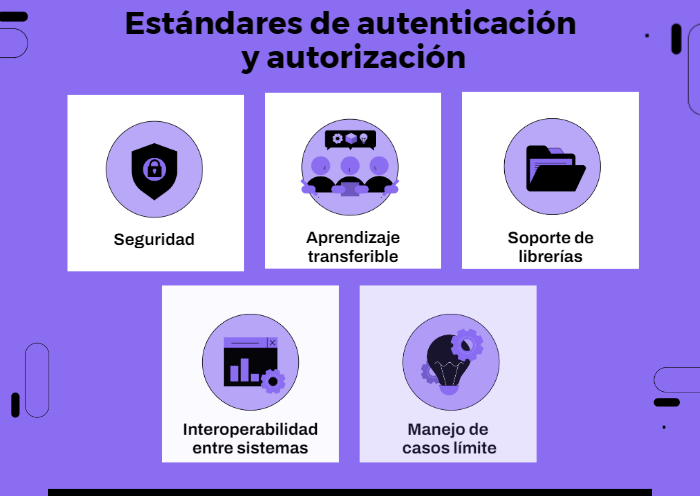 Estándares de autenticación
y autorización
Seguridad
Aprendizaje
transferible
Soporte de
librerías
Interoperabilidad
entre sistemas
Manejo de
casos límite